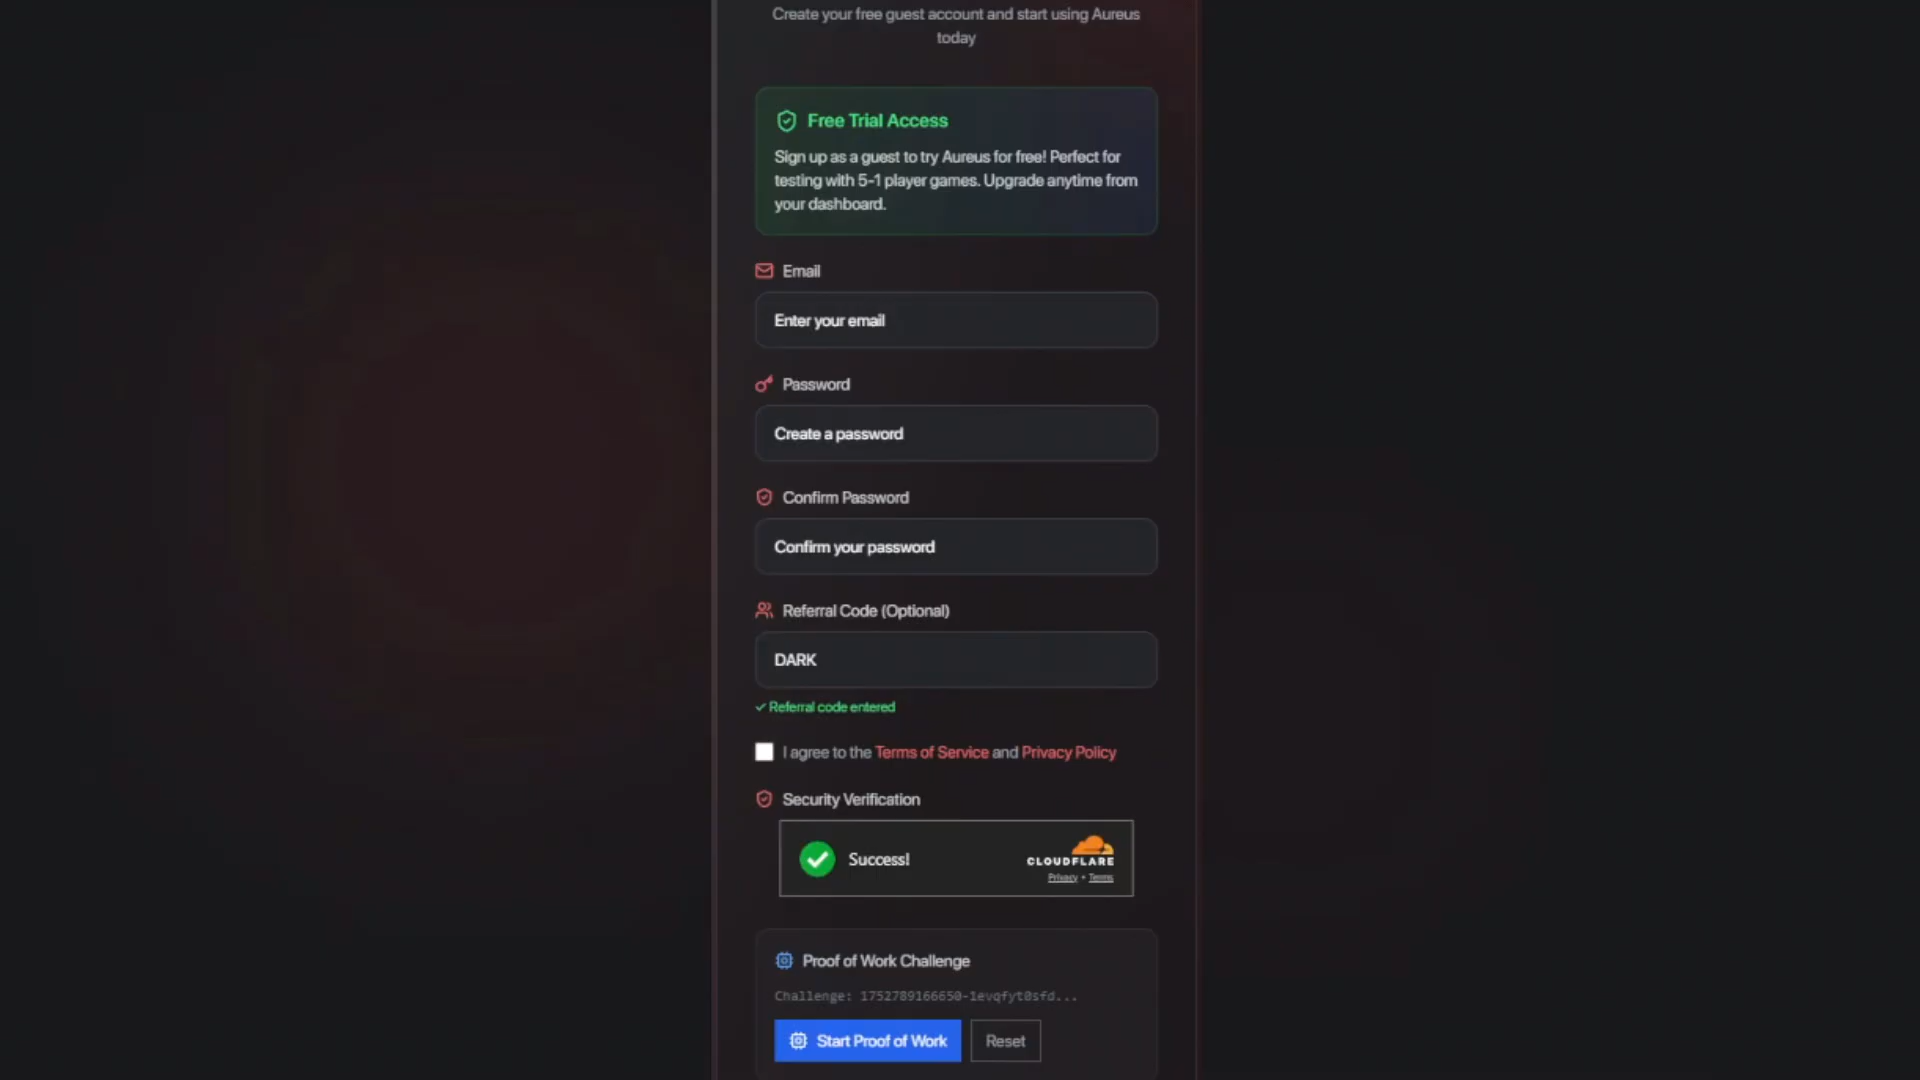 Create your free guest account and start using Aureus
today
Free Trial Access
Sign up as a guest to try Aureus for free! Perfect for
testing with 5-1 player games. Upgrade anytime from
your dashboard.
Email
Enter your email
Password
Create a password
Confirm Password
Confirm your password
Referral Code (Optional)
DARK
✓ Referral code entered
I agree to the Terms of Service and Privacy Policy
Security Verification
Success!
CLOUDFLARE
Privacy • Terms
Proof of Work Challenge
Challenge: 1752789166650-1evqfyt0sfd...
Start Proof of Work
Reset